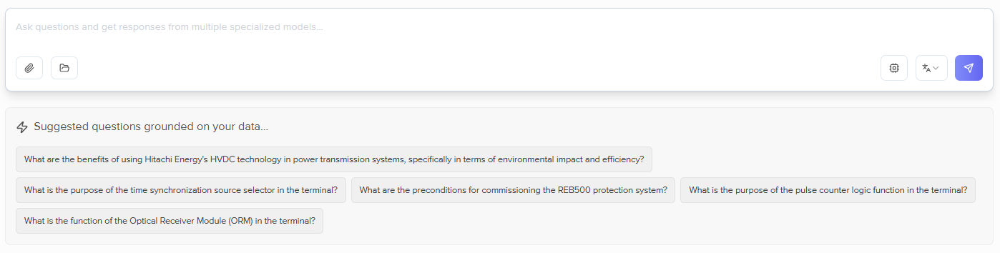 Ask questions and get responses from multiple specialized models...
Suggested questions grounded on your data...
What are the benefits of using Hitachi Energy's HVDC technology in power transmission systems, specifically in terms of environmental impact and efficiency?
What is the purpose of the time synchronization source selector in the terminal?
What are the preconditions for commissioning the REB500 protection system?
What is the purpose of the pulse counter logic function in the terminal?
What is the function of the Optical Receiver Module (ORM) in the terminal?